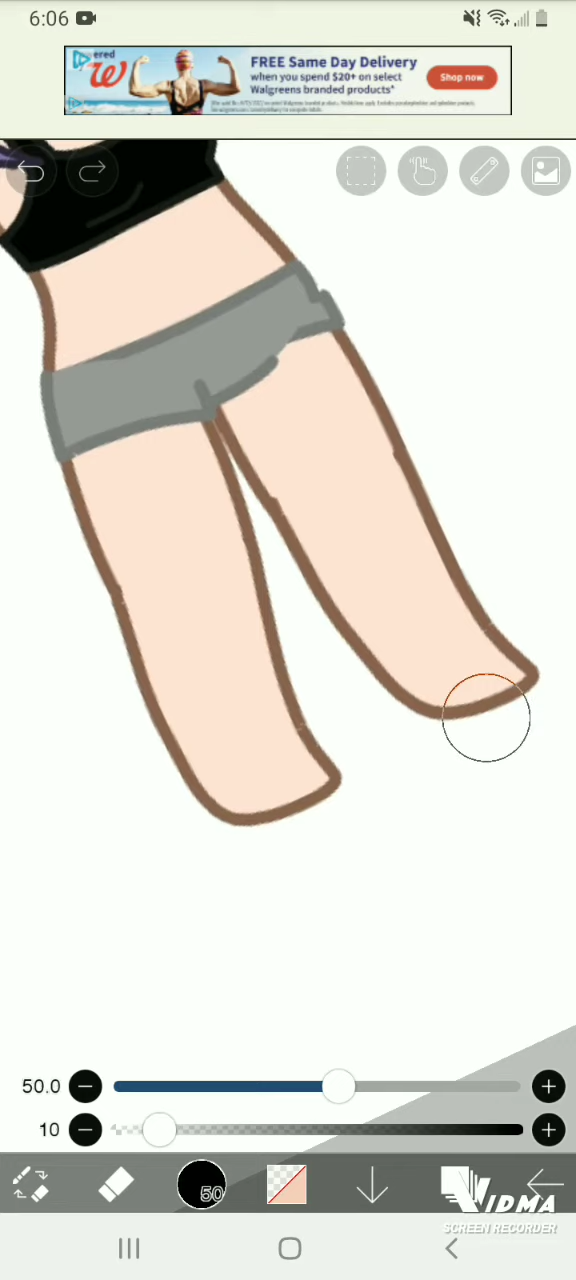 6:06
ered
FREE Same Day Delivery
when you spend $20+ on select
Walgreens branded products*
Shop now
50.0
10
50
VIDMA
SCREEN RECORDER